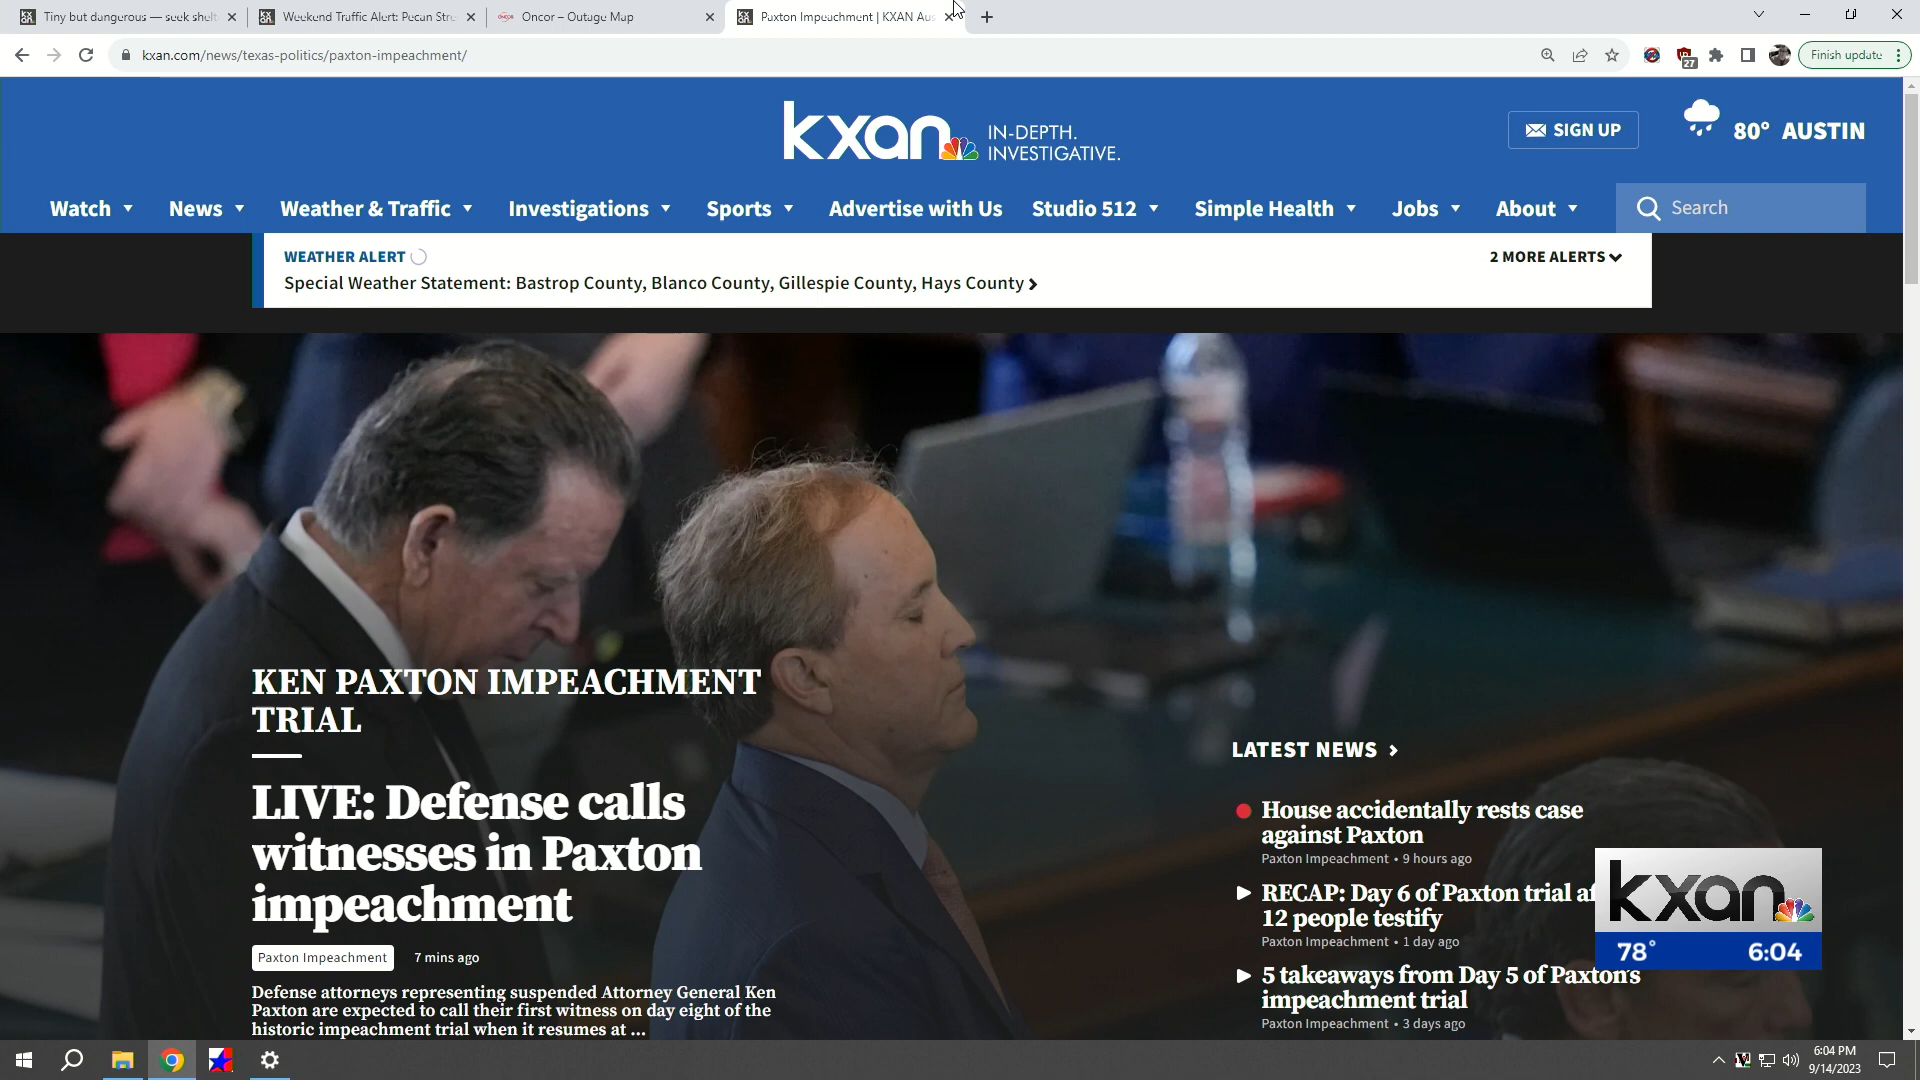 Tiny but dangerous — seek shelt
Weekend Traffic Alert: Pecan Stre
Oncor – Outage Map
Paxton Impeachment | KXAN Aus
kxan.com/news/texas-politics/paxton-impeachment/
27
Finish update
kxan
IN-DEPTH.
INVESTIGATIVE.
SIGN UP
80° AUSTIN
Watch
News
Weather & Traffic
Investigations
Sports
Advertise with Us
Studio 512
Simple Health
Jobs
About
Search
WEATHER ALERT
2 MORE ALERTS
Special Weather Statement: Bastrop County, Blanco County, Gillespie County, Hays County
KEN PAXTON IMPEACHMENT
TRIAL
LIVE: Defense calls
witnesses in Paxton
impeachment
Paxton Impeachment
7 mins ago
Defense attorneys representing suspended Attorney General Ken
Paxton are expected to call their first witness on day eight of the
historic impeachment trial when it resumes at ...
LATEST NEWS
House accidentally rests case
against Paxton
Paxton Impeachment • 9 hours ago
RECAP: Day 6 of Paxton trial af
12 people testify
Paxton Impeachment • 1 day ago
5 takeaways from Day 5 of Paxton's
impeachment trial
Paxton Impeachment • 3 days ago
kxan
78° 6:04
6:04 PM
9/14/2023